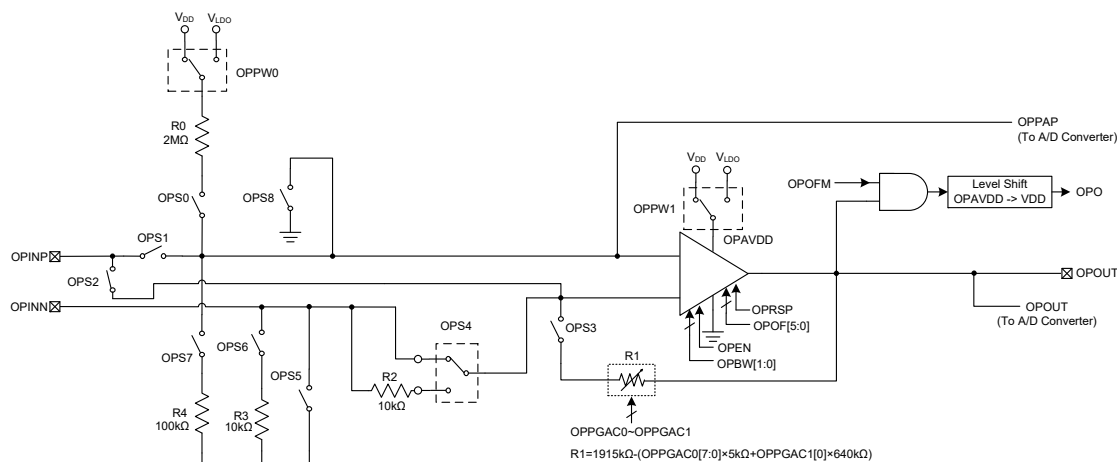 VDD
VLDO
OPPW0
R0
2MΩ
OPPAP
(To A/D Converter)
OPS0
OPS8
VDD
VLDO
OPPW1
OPAVDD
OPOFM
Level Shift
OPAVDD -> VDD
OPO
OPINP
OPS1
OPS2
OPINN
OPS4
OPS3
OPRSP
OPOF[5:0]
OPEN
OPBW[1:0]
OPOUT
OPOUT
(To A/D Converter)
OPS7
OPS6
OPS5
R2
10kΩ
R1
R4
100kΩ
R3
10kΩ
OPPGAC0~OPPGAC1
R1=1915kΩ-(OPPGAC0[7:0]×5kΩ+OPPGAC1[0]×640kΩ)